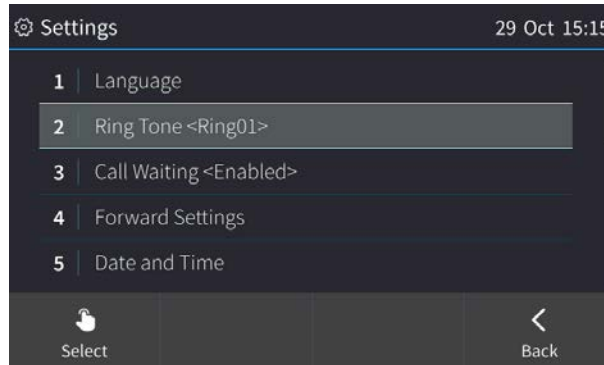 Settings 29 Oct 15:15
1 Language
2 Ring Tone <Ring01>
3 Call Waiting <Enabled>
4 Forward Settings
5 Date and Time
Select Back